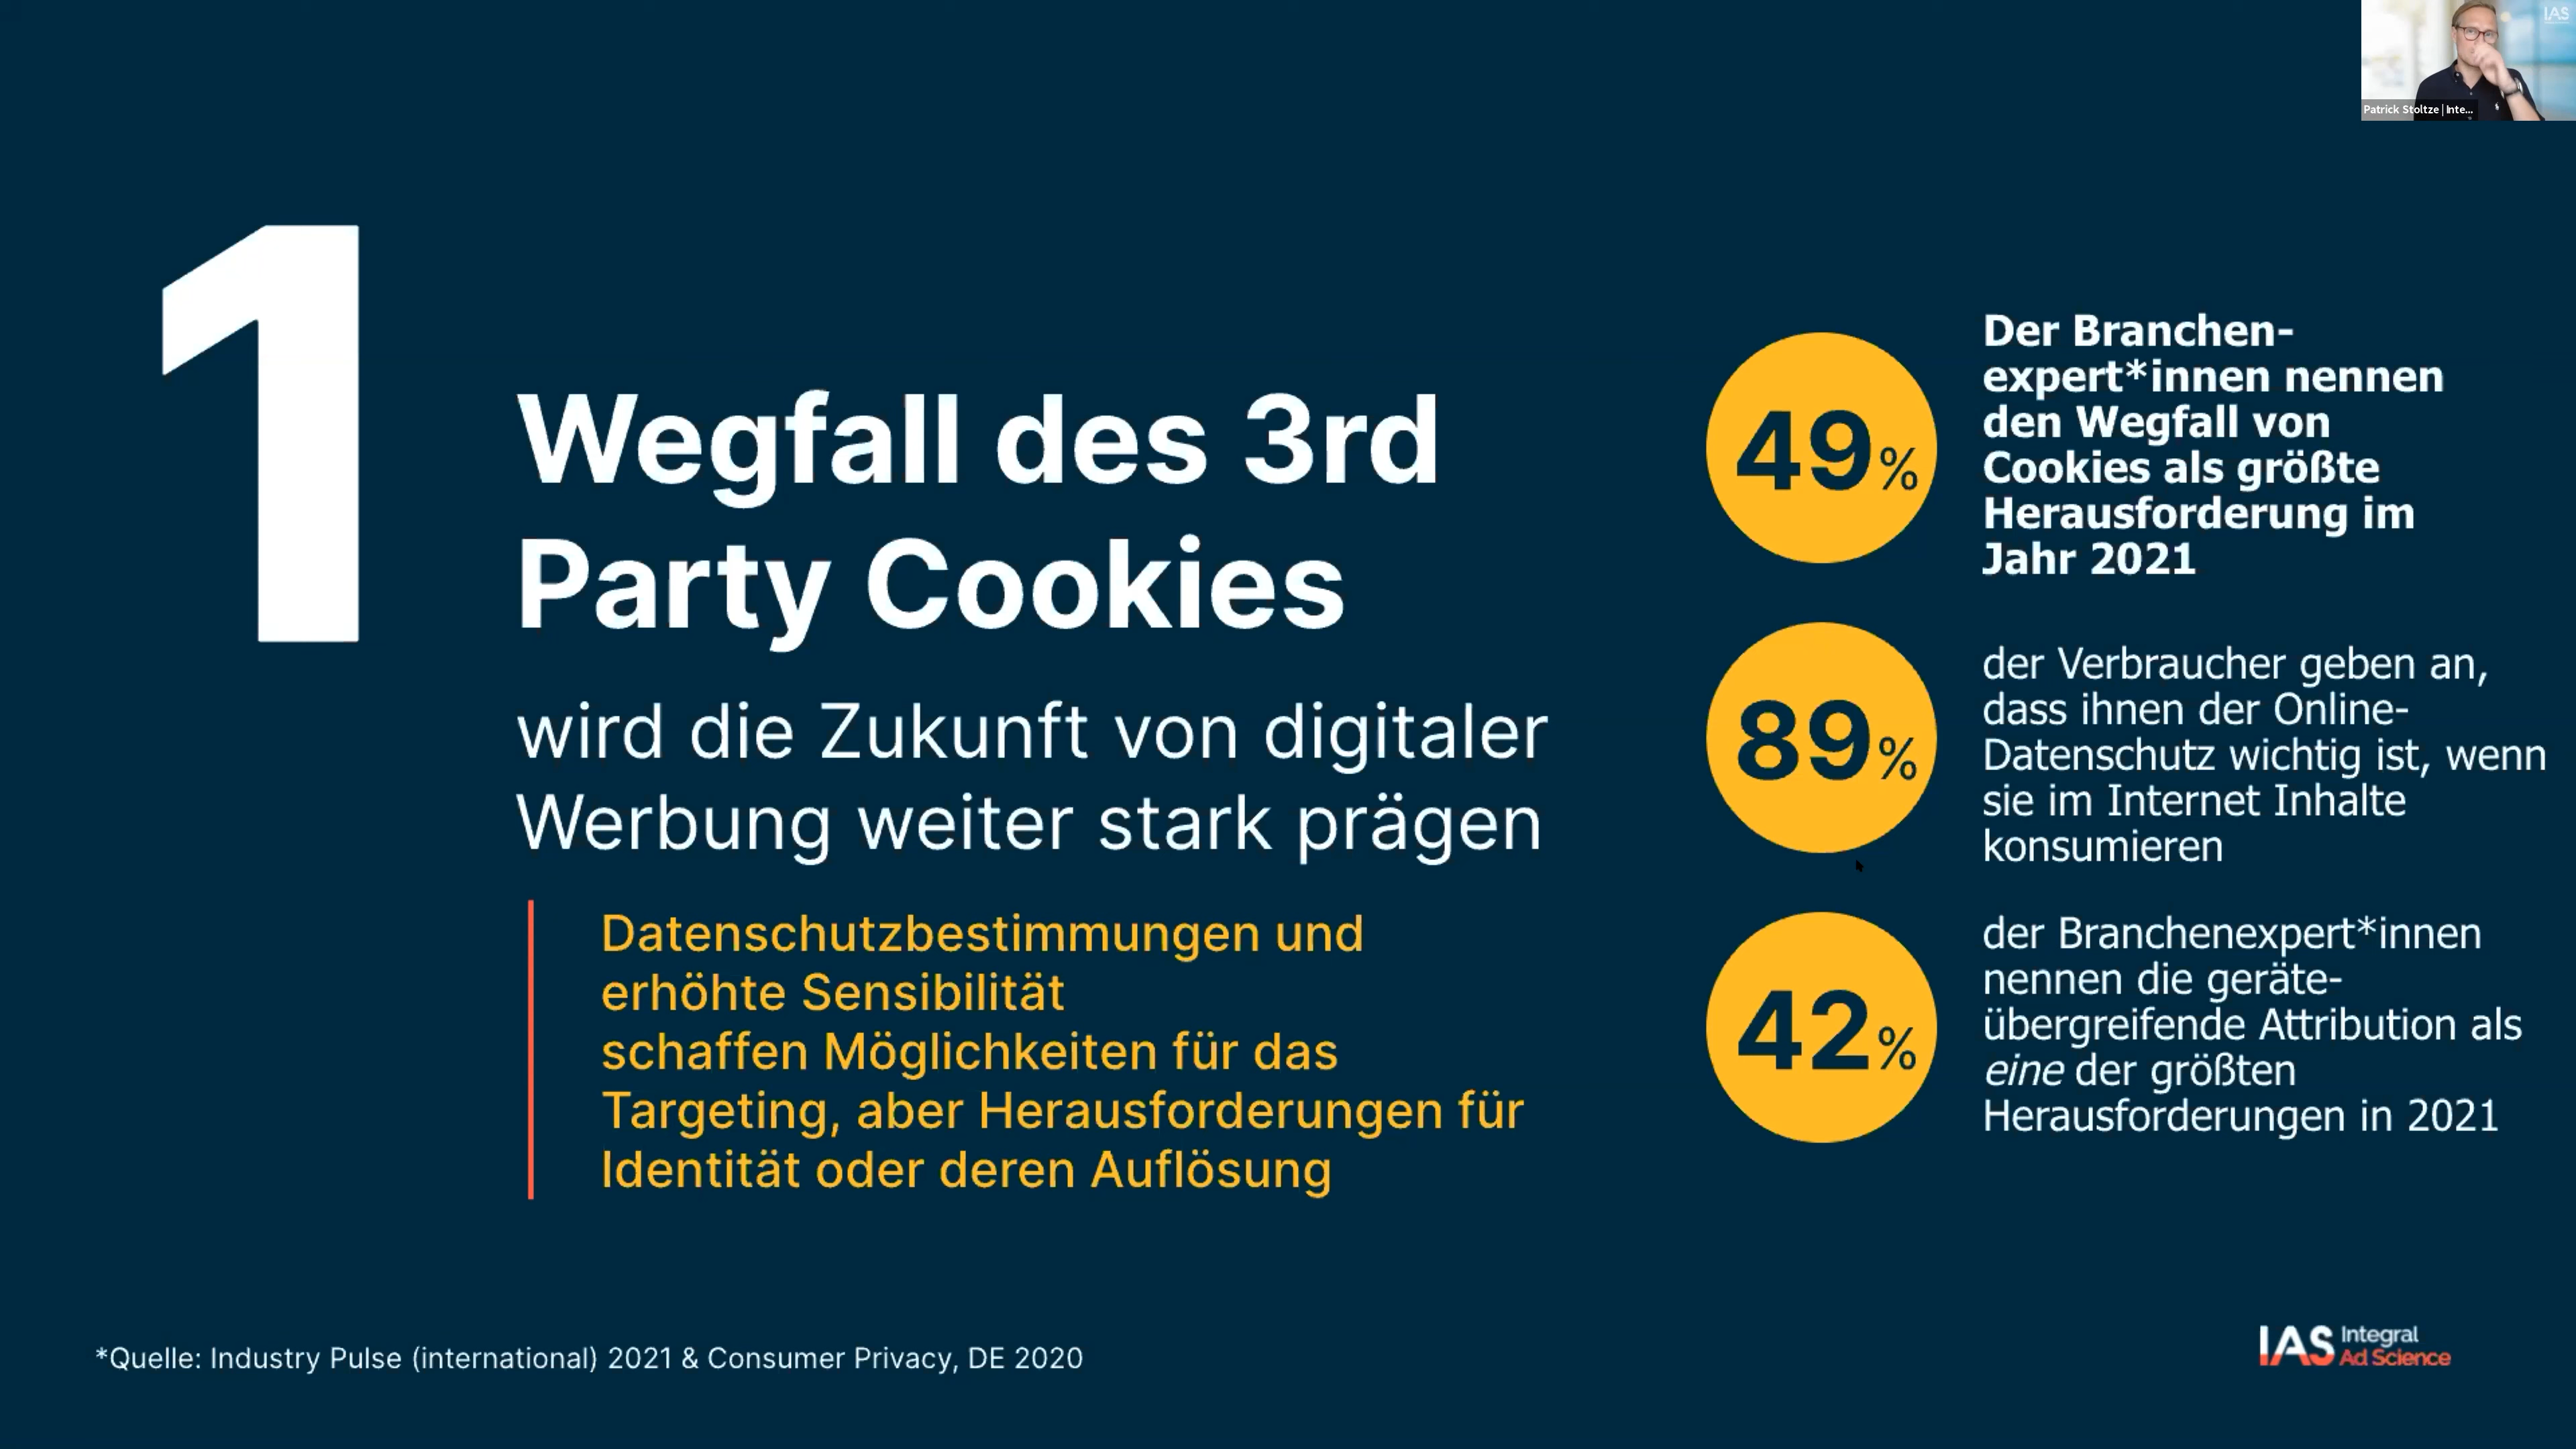 IAS
Patrick Stoltze | Inte...
1
Wegfall des 3rd
Party Cookies
wird die Zukunft von digitaler
Werbung weiter stark prägen
Datenschutzbestimmungen und
erhöhte Sensibilität
schaffen Möglichkeiten für das
Targeting, aber Herausforderungen für
Identität oder deren Auflösung
49%
Der Branchen-
expert*innen nennen
den Wegfall von
Cookies als größte
Herausforderung im
Jahr 2021
89%
der Verbraucher geben an,
dass ihnen der Online-
Datenschutz wichtig ist, wenn
sie im Internet Inhalte
konsumieren
42%
der Branchenexpert*innen
nennen die geräte-
übergreifende Attribution als
eine der größten
Herausforderungen in 2021
*Quelle: Industry Pulse (international) 2021 & Consumer Privacy, DE 2020
IAS Integral
Ad Science